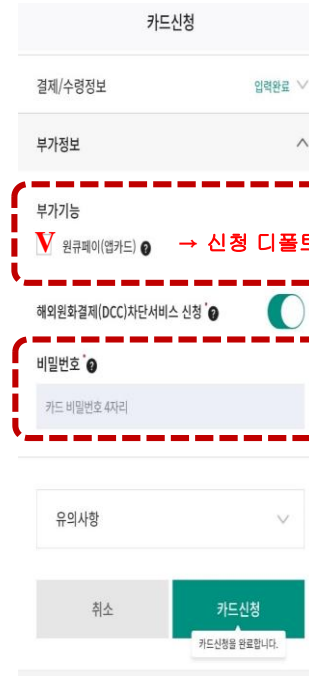 카드신청
결제/수령정보 입력완료
부가정보
부가기능
V 원큐페이(앱카드) ? → 신청 디폴트
해외원화결제(DCC)차단서비스 신청 * ?
비밀번호 * ?
카드 비밀번호 4자리
유의사항
취소 카드신청
카드신청을 완료합니다.